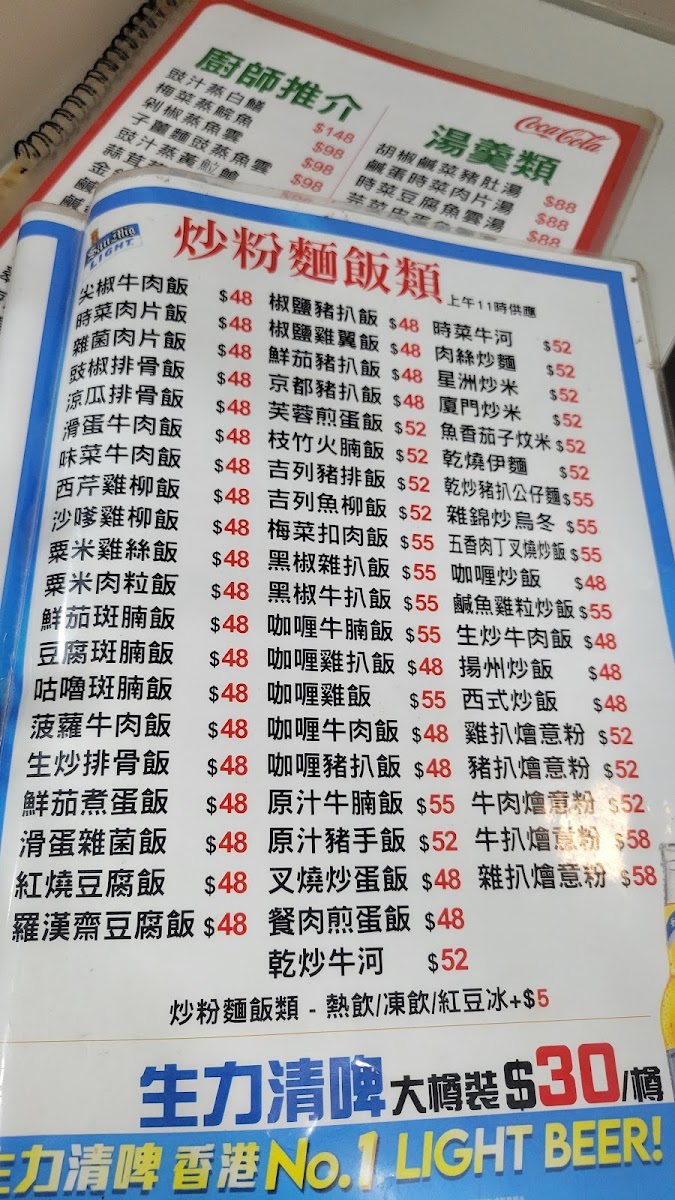 廚師推介
豉汁蒸白鱔 $148
梅菜蒸鯇魚 $98
剁椒蒸魚雲 $98
子薑麵豉蒸魚雲 $98
豉汁蒸黃
湯羹類
Coca-Cola
胡椒鹹菜豬肚湯 $88
鹹蛋時菜肉片湯 $88
時菜豆腐魚雲湯 $88
LIGHT
炒粉麵飯類 上午11時供應
尖椒牛肉飯 $48
時菜肉片飯 $48
雜菌肉片飯 $48
豉椒排骨飯 $48
涼瓜排骨飯 $48
滑蛋牛肉飯 $48
味菜牛肉飯 $48
西芹雞柳飯 $48
沙嗲雞柳飯 $48
粟米雞絲飯 $48
粟米肉粒飯 $48
鮮茄斑腩飯 $48
豆腐斑腩飯 $48
咕嚕斑腩飯 $48
菠蘿牛肉飯 $48
生炒排骨飯 $48
鮮茄煮蛋飯 $48
滑蛋雜菌飯 $48
紅燒豆腐飯 $48
羅漢齋豆腐飯 $48
椒鹽豬扒飯 $48
椒鹽雞翼飯 $48
鮮茄豬扒飯 $48
京都豬扒飯 $48
芙蓉煎蛋飯 $52
枝竹火腩飯 $52
吉列豬排飯 $52
吉列魚柳飯 $52
梅菜扣肉飯 $55
黑椒雜扒飯 $55
黑椒牛扒飯 $55
咖喱牛腩飯 $55
咖喱雞扒飯 $48
咖喱雞飯 $55
咖喱牛肉飯 $48
咖喱豬扒飯 $48
原汁牛腩飯 $55
原汁豬手飯 $52
叉燒炒蛋飯 $48
餐肉煎蛋飯 $48
乾炒牛河 $52
時菜牛河 $52
肉絲炒麵 $52
星洲炒米 $52
廈門炒米 $52
魚香茄子炆米 $52
乾燒伊麵 $52
乾炒豬扒公仔麵 $55
雜錦炒烏冬 $55
五香肉丁叉燒炒飯 $55
咖喱炒飯 $48
鹹魚雞粒炒飯 $55
生炒牛肉飯 $48
揚州炒飯 $48
西式炒飯 $48
雞扒燴意粉 $52
豬扒燴意粉 $52
牛肉燴意粉 $52
牛扒燴意粉 $58
雜扒燴意粉 $58
炒粉麵飯類 - 熱飲/凍飲/紅豆冰+$5
生力清啤 大樽裝 $30/樽
生力清啤 香港 No.1 LIGHT BEER!